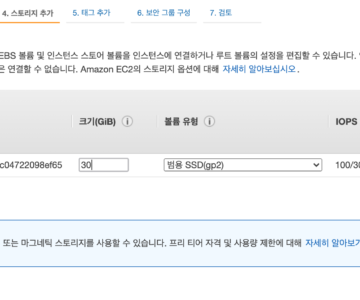 4. 스토리지 추가 5. 태그 추가 6. 보안 그룹 구성 7. 검토
EBS 볼륨 및 인스턴스 스토어 볼륨을 인스턴스에 연결하거나 루트 볼륨의 설정을 편집할 수 있습니다.
은 연결할 수 없습니다. Amazon EC2의 스토리지 옵션에 대해 자세히 알아보십시오.
크기(GiB) i 볼륨 유형 i IOPS
c04722098ef65 30 범용 SSD(gp2) 100/30
또는 마그네틱 스토리지를 사용할 수 있습니다. 프리 티어 자격 및 사용량 제한에 대해 자세히 알아보기